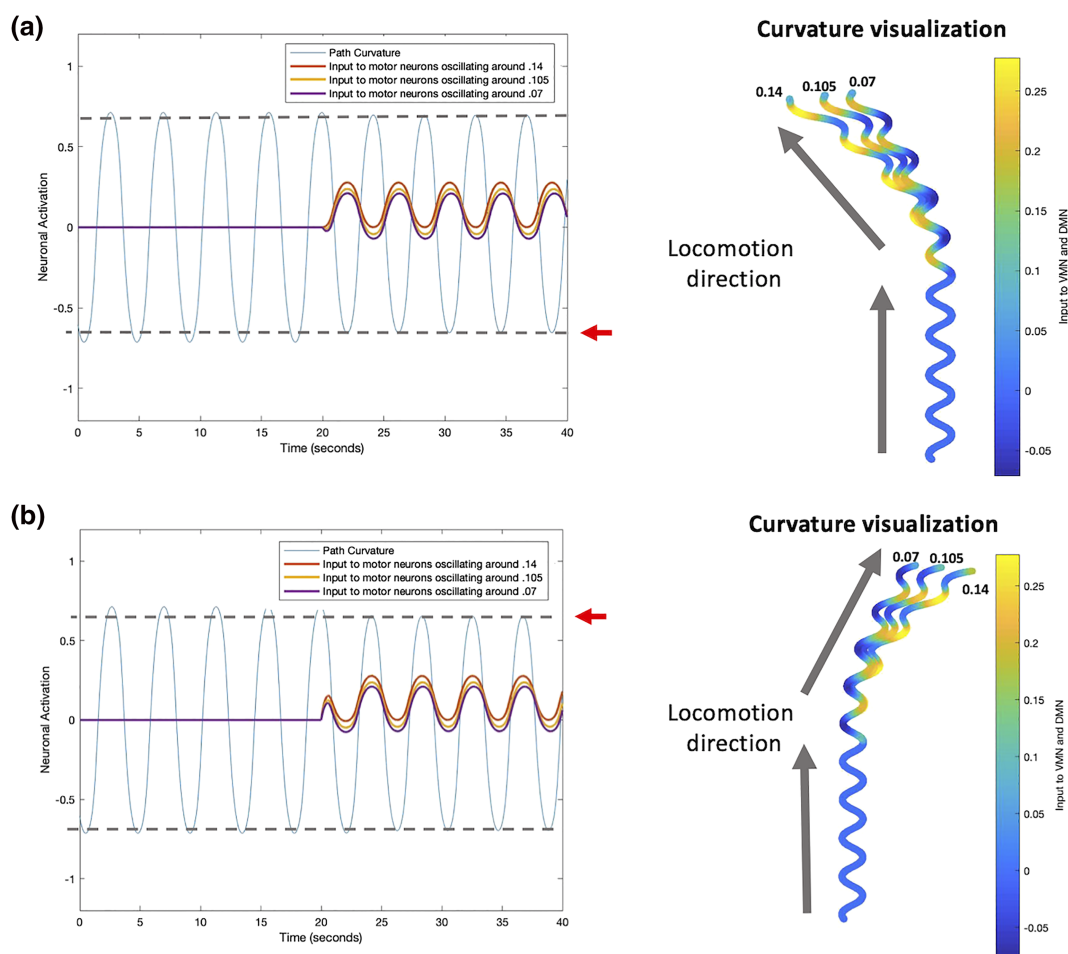 (a)
Path Curvature
Input to motor neurons oscillating around .14
Input to motor neurons oscillating around .105
Input to motor neurons oscillating around .07
1
0.5
0
-0.5
-1
Neuronal Activation
0 5 10 15 20 25 30 35 40
Time (seconds)
Curvature visualization
0.14 0.105 0.07
Locomotion
direction
0.25
0.2
0.15
0.1
0.05
0
-0.05
Input to VMN and DMN
(b)
Path Curvature
Input to motor neurons oscillating around .14
Input to motor neurons oscillating around .105
Input to motor neurons oscillating around .07
1
0.5
0
-0.5
-1
Neuronal Activation
0 5 10 15 20 25 30 35 40
Time (seconds)
Curvature visualization
0.07 0.105
0.14
Locomotion
direction
0.25
0.2
0.15
0.1
0.05
0
-0.05
Input to VMN and DMN